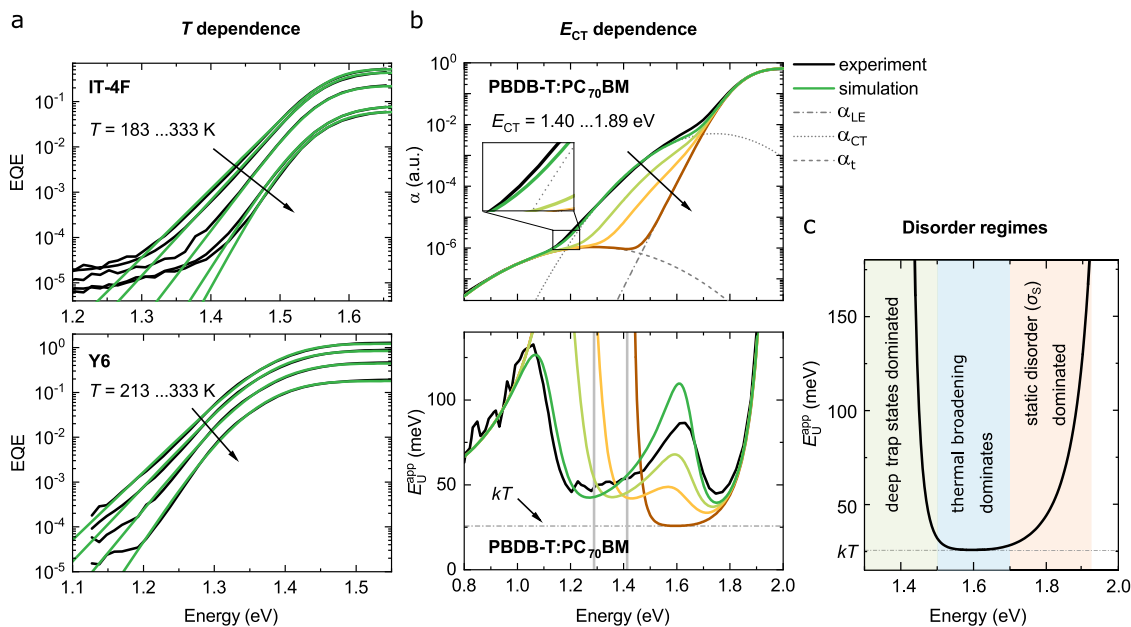 a
T dependence
IT-4F
T = 183 ...333 K
EQE
10⁻¹
10⁻²
10⁻³
10⁻⁴
10⁻⁵
1.2 1.3 1.4 1.5 1.6
Y6
T = 213 ...333 K
EQE
10⁰
10⁻¹
10⁻²
10⁻³
10⁻⁴
10⁻⁵
1.1 1.2 1.3 1.4 1.5
Energy (eV)
b
E_CT dependence
PBDB-T:PC₇₀BM
E_CT = 1.40 ...1.89 eV
α (a.u.)
10⁰
10⁻²
10⁻⁴
10⁻⁶
E_U^app (meV)
100
50
0
kT
PBDB-T:PC₇₀BM
0.8 1.0 1.2 1.4 1.6 1.8 2.0
Energy (eV)
experiment
simulation
α_LE
α_CT
α_t
c
Disorder regimes
E_U^app (meV)
150
100
50
kT
deep trap states dominated
thermal broadening
dominates
static disorder (σ_S)
dominated
1.4 1.6 1.8 2.0
Energy (eV)